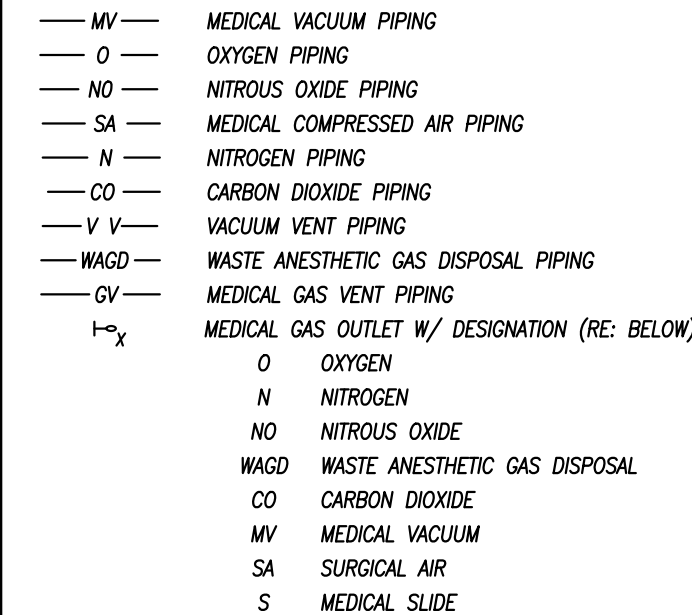 MV MEDICAL VACUUM PIPING
O OXYGEN PIPING
NO NITROUS OXIDE PIPING
SA MEDICAL COMPRESSED AIR PIPING
N NITROGEN PIPING
CO CARBON DIOXIDE PIPING
V V VACUUM VENT PIPING
WAGD WASTE ANESTHETIC GAS DISPOSAL PIPING
GV MEDICAL GAS VENT PIPING
X MEDICAL GAS OUTLET W/ DESIGNATION (RE: BELOW)
O OXYGEN
N NITROGEN
NO NITROUS OXIDE
WAGD WASTE ANESTHETIC GAS DISPOSAL
CO CARBON DIOXIDE
MV MEDICAL VACUUM
SA SURGICAL AIR
S MEDICAL SLIDE